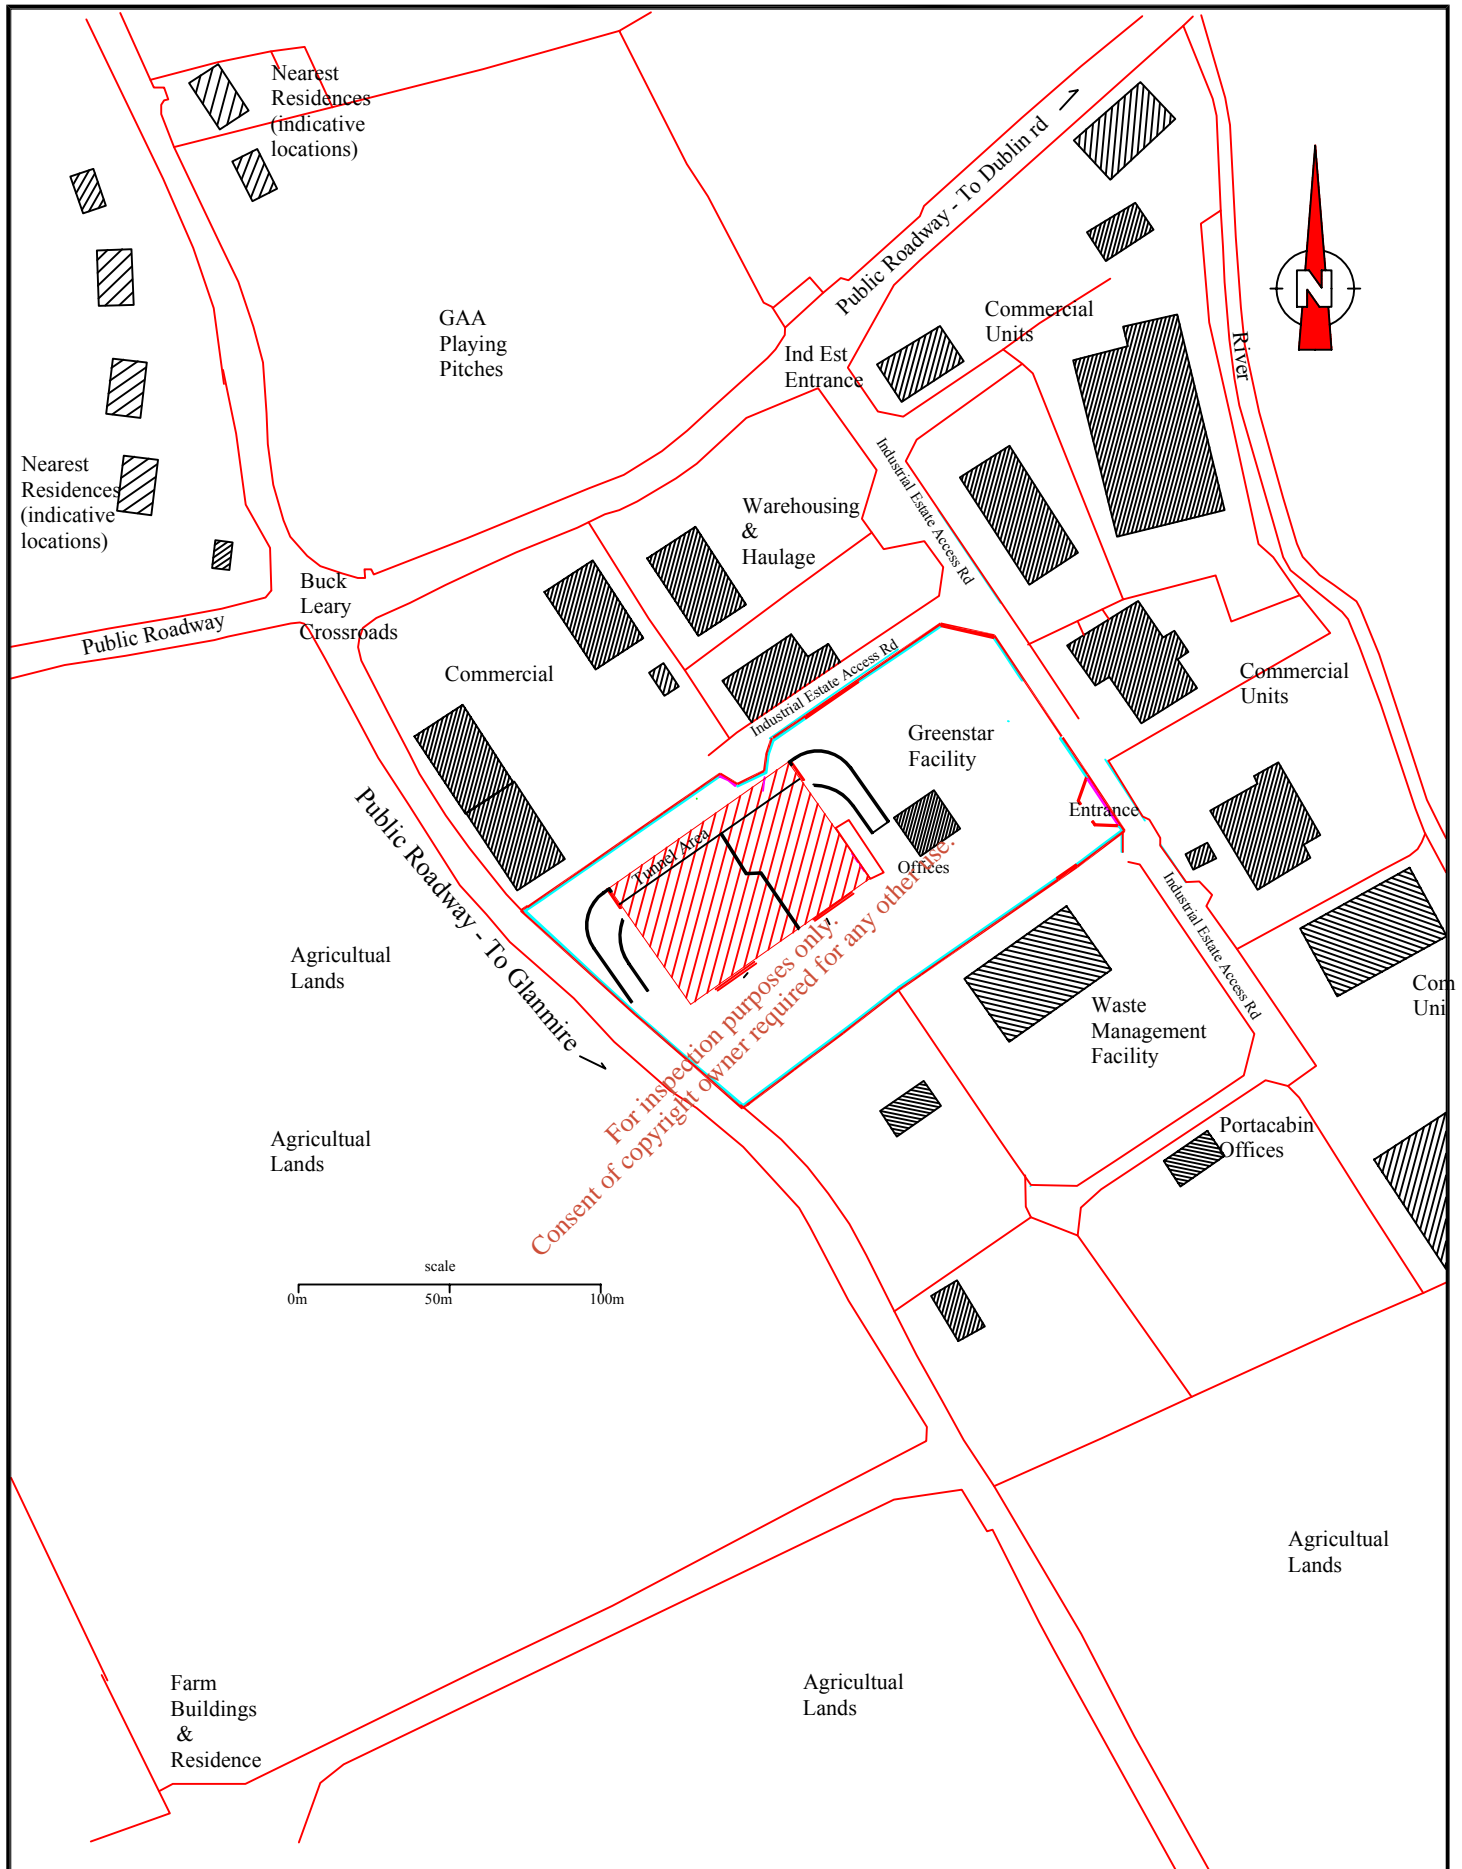 Nearest
Residences
(indicative
locations)
Public Roadway - To Dublin rd
N
GAA
Playing
Pitches
Commercial
Units
River
Ind Est
Entrance
Industrial Estate Access Rd
Nearest
Residences
(indicative
locations)
Warehousing
&
Haulage
Buck
Leary
Crossroads
Public Roadway
Commercial
Industrial Estate Access Rd
Commercial
Units
Greenstar
Facility
Entrance
Tunnel Area
Offices
Public Roadway - To Glanmire
Industrial Estate Access Rd
Agricultual
Lands
Com
Uni
Waste
Management
Facility
For inspection purposes only.
Consent of copyright owner required for any other use.
Agricultual
Lands
Portacabin
Offices
scale
0m
50m
100m
Agricultual
Lands
Farm
Buildings
&
Residence
Agricultual
Lands